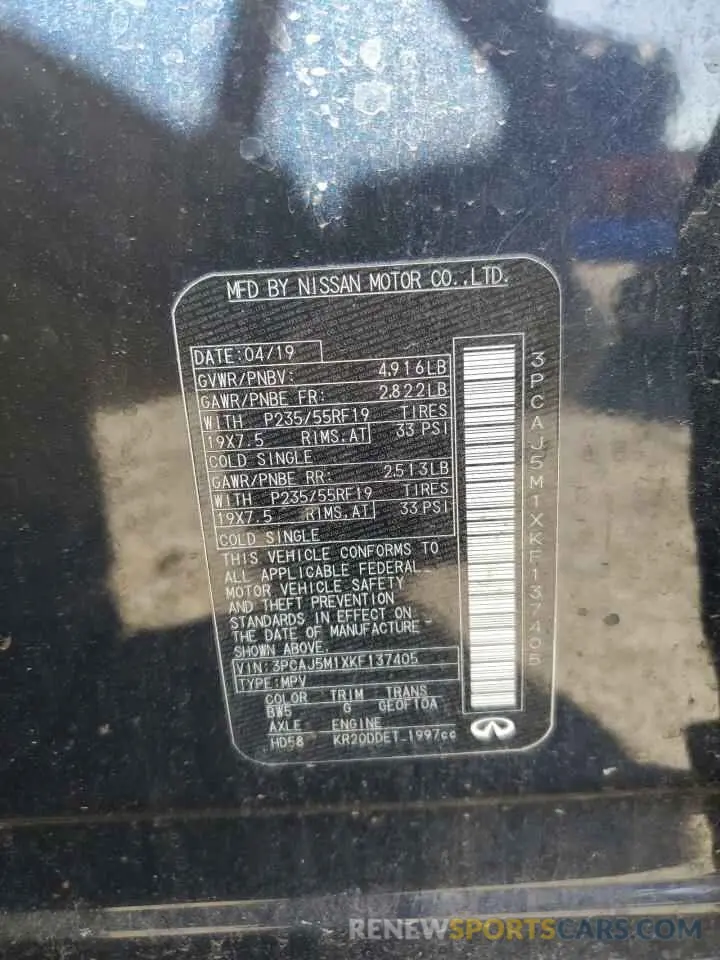 MFD BY NISSAN MOTOR CO.,LTD.
DATE:04/19
GVWR/PNBV: 4,916LB
GAWR/PNBE FR: 2,822LB
WITH P235/55RF19 TIRES
19X7.5 RIMS.AT 33 PSI
COLD SINGLE
GAWR/PNBE RR: 2,513LB
WITH P235/55RF19 TIRES
19X7.5 RIMS.AT 33 PSI
COLD SINGLE
THIS VEHICLE CONFORMS TO
ALL APPLICABLE FEDERAL
MOTOR VEHICLE SAFETY
AND THEFT PREVENTION
STANDARDS IN EFFECT ON
THE DATE OF MANUFACTURE
SHOWN ABOVE.
VIN: 3PCAJ5M1XKF137405
TYPE: MPV
COLOR TRIM TRANS
BW5 G GE0F10A
AXLE ENGINE
HD58 KR20DDET 1997cc
3PCAJ5M1XKF137405
RENEWSPORTSCARS.COM